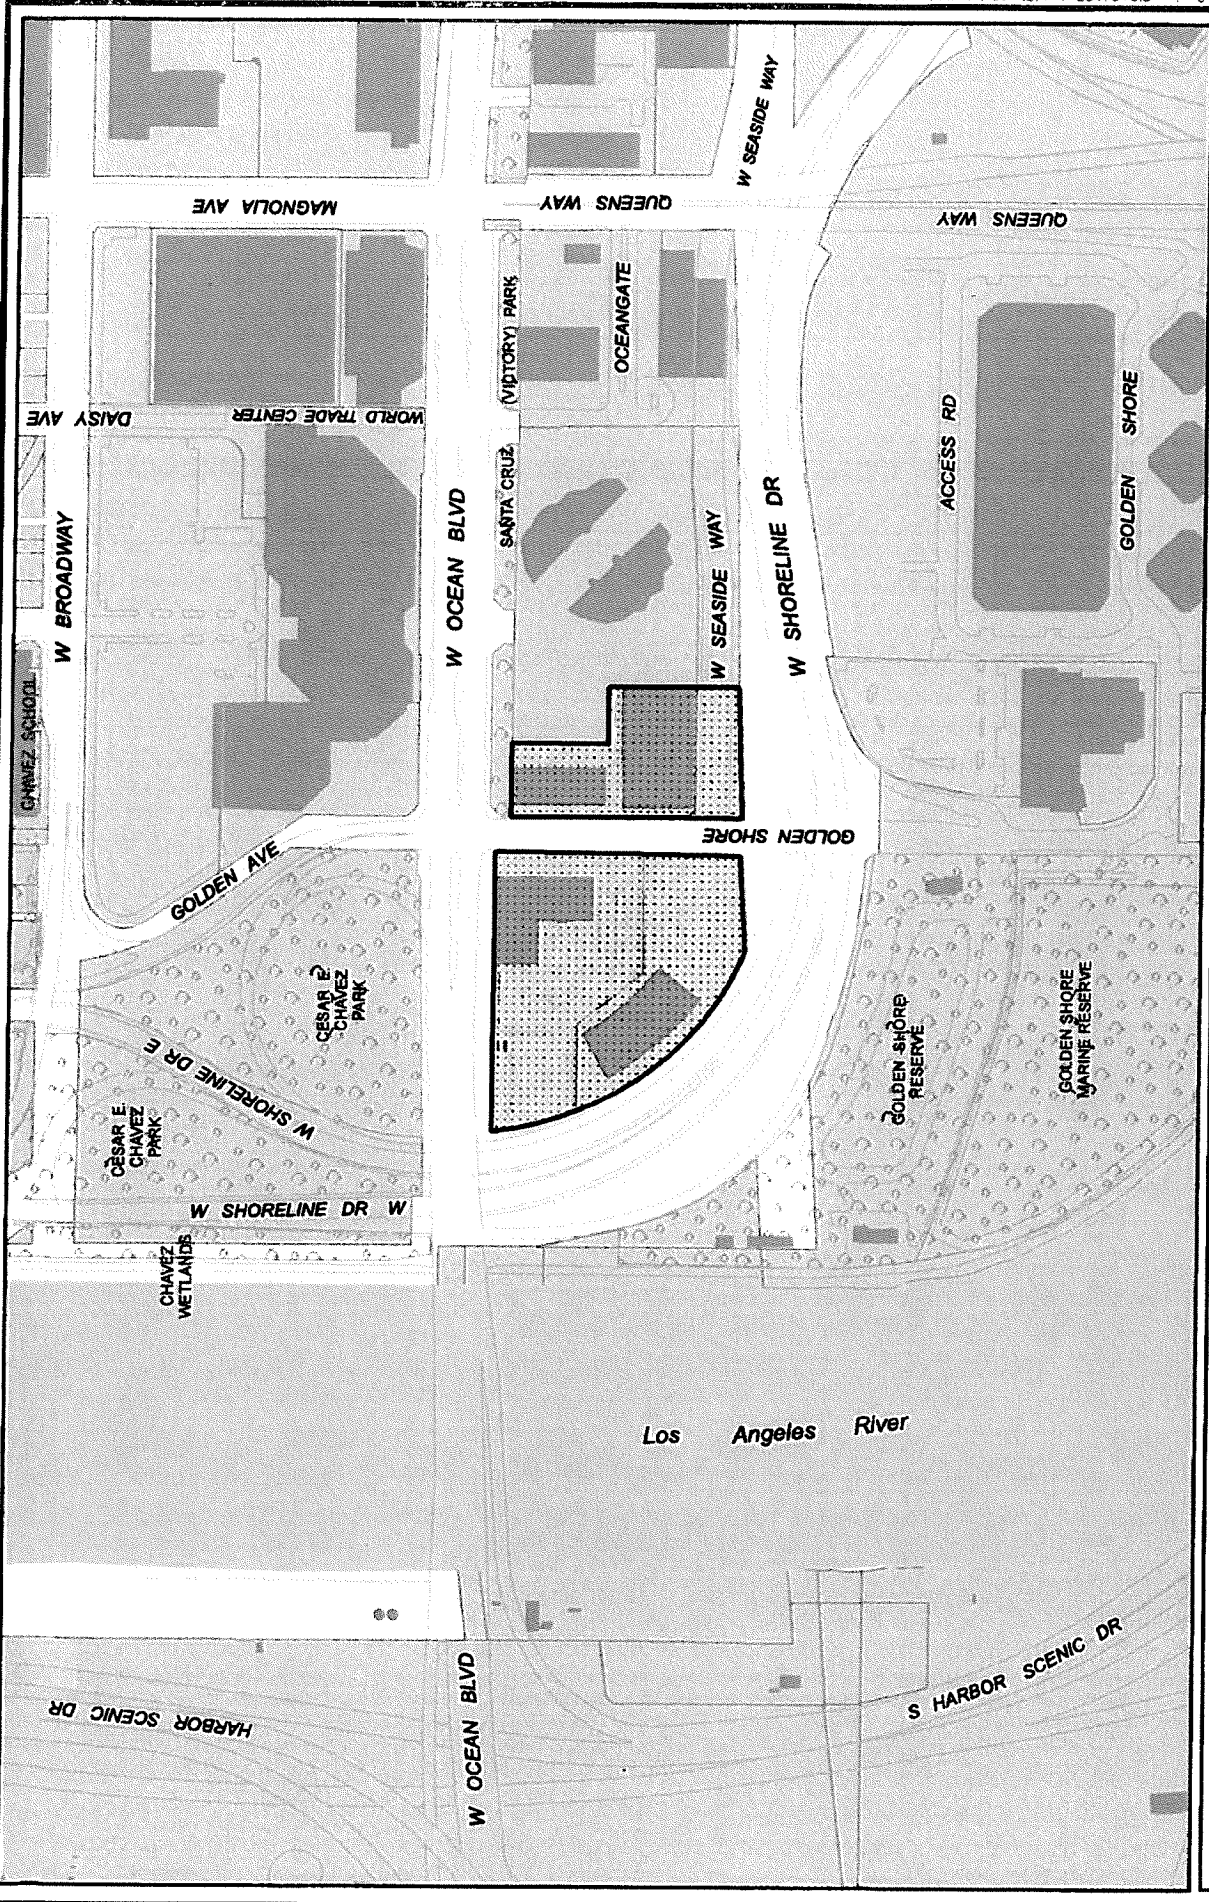 MAGNOLIA AVE
QUEENS WAY
W SEASIDE WAY
QUEENS WAY
DAISY AVE
WORLD TRADE CENTER
SANTA CRUZ (VICTORY) PARK
OCEANGATE
W BROADWAY
W OCEAN BLVD
W SEASIDE WAY
W SHORELINE DR
ACCESS RD
GOLDEN SHORE
CHAVEZ SCHOOL
GOLDEN AVE
GOLDEN SHORE
CESAR E.
CHAVEZ
PARK
W SHORELINE DR E
CESAR E.
CHAVEZ
PARK
GOLDEN SHORE
RESERVE
GOLDEN SHORE
MARINE RESERVE
W SHORELINE DR W
CHAVEZ
WETLANDS
Los Angeles River
HARBOR SCENIC DR
W OCEAN BLVD
S HARBOR SCENIC DR